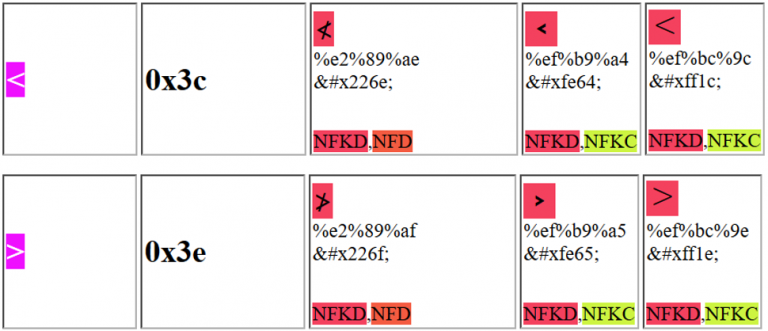 <
0x3c
≮
%e2%89%ae
&#x226e;
NFKD,NFD
﹤
%ef%b9%a4
&#xfe64;
NFKD,NFKC
＜
%ef%bc%9c
&#xff1c;
NFKD,NFKC
>
0x3e
≯
%e2%89%af
&#x226f;
NFKD,NFD
﹥
%ef%b9%a5
&#xfe65;
NFKD,NFKC
＞
%ef%bc%9e
&#xff1e;
NFKD,NFKC